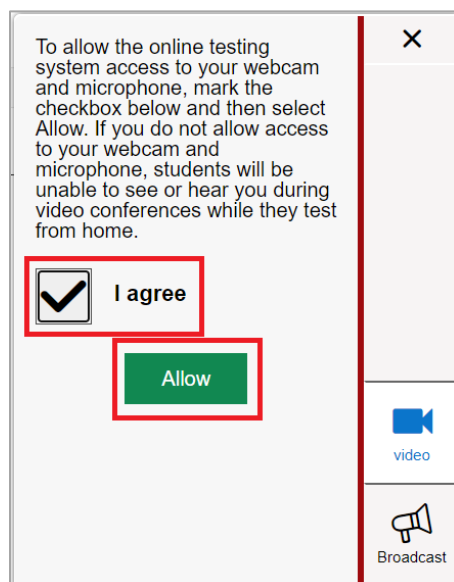 To allow the online testing
system access to your webcam
and microphone, mark the
checkbox below and then select
Allow. If you do not allow access
to your webcam and
microphone, students will be
unable to see or hear you during
video conferences while they test
from home.
I agree
Allow
video
Broadcast